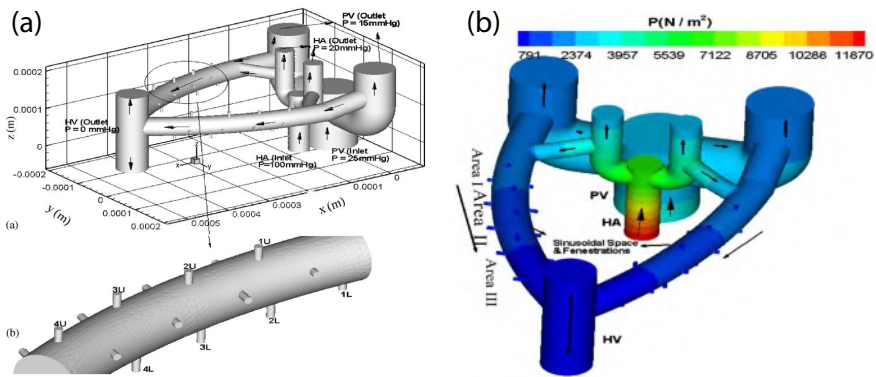 (a)
PV (Outlet
P = 15mmHg)
HA (Outlet
P = 20mmHg)
HV (Outlet
P = 0 mmHg)
HA (Inlet
P=100mmHg)
PV (Inlet
P = 25mmHg)
z (m)
0.0002
0.0001
0
-0.0002
-0.0001
0
0.0001
0.0002
y (m)
0.0005
0.0004
0.0003
0.0002
0.0001
0
x (m)
z
x
y
(a)
1U
2U
3U
4U
1L
2L
3L
4L
(b)
(b)
P(N / m²)
791 2374 3957 5539 7122 8705 10286 11870
Area I
Area II
Area III
PV
HA
Sinusoidal Space
& Fenestrations
HV